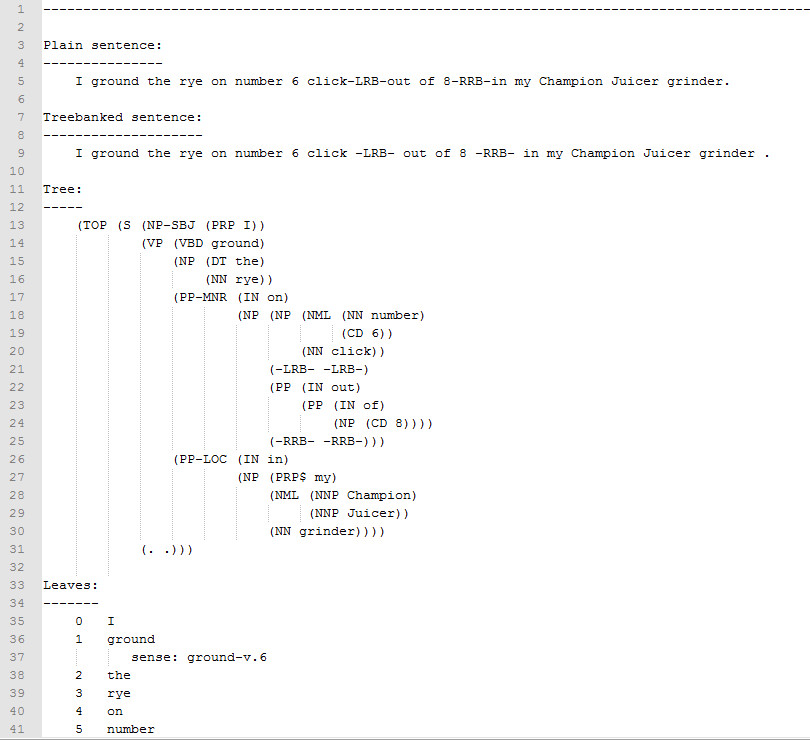 1 ------------------------------------------------------------------------------------------------
2
3 Plain sentence:
4 ---------------
5     I ground the rye on number 6 click-LRB-out of 8-RRB-in my Champion Juicer grinder.
6
7 Treebanked sentence:
8 --------------------
9     I ground the rye on number 6 click -LRB- out of 8 -RRB- in my Champion Juicer grinder .
10
11 Tree:
12 -----
13     (TOP (S (NP-SBJ (PRP I))
14             (VP (VBD ground)
15                 (NP (DT the)
16                     (NN rye))
17                 (PP-MNR (IN on)
18                         (NP (NP (NML (NN number)
19                                      (CD 6))
20                                 (NN click))
21                             (-LRB- -LRB-)
22                             (PP (IN out)
23                                 (PP (IN of)
24                                     (NP (CD 8))))
25                             (-RRB- -RRB-)))
26                 (PP-LOC (IN in)
27                         (NP (PRP$ my)
28                             (NML (NNP Champion)
29                                  (NNP Juicer))
30                             (NN grinder))))
31             (. .)))
32
33 Leaves:
34 -------
35     0   I
36     1   ground
37            sense: ground-v.6
38     2   the
39     3   rye
40     4   on
41     5   number